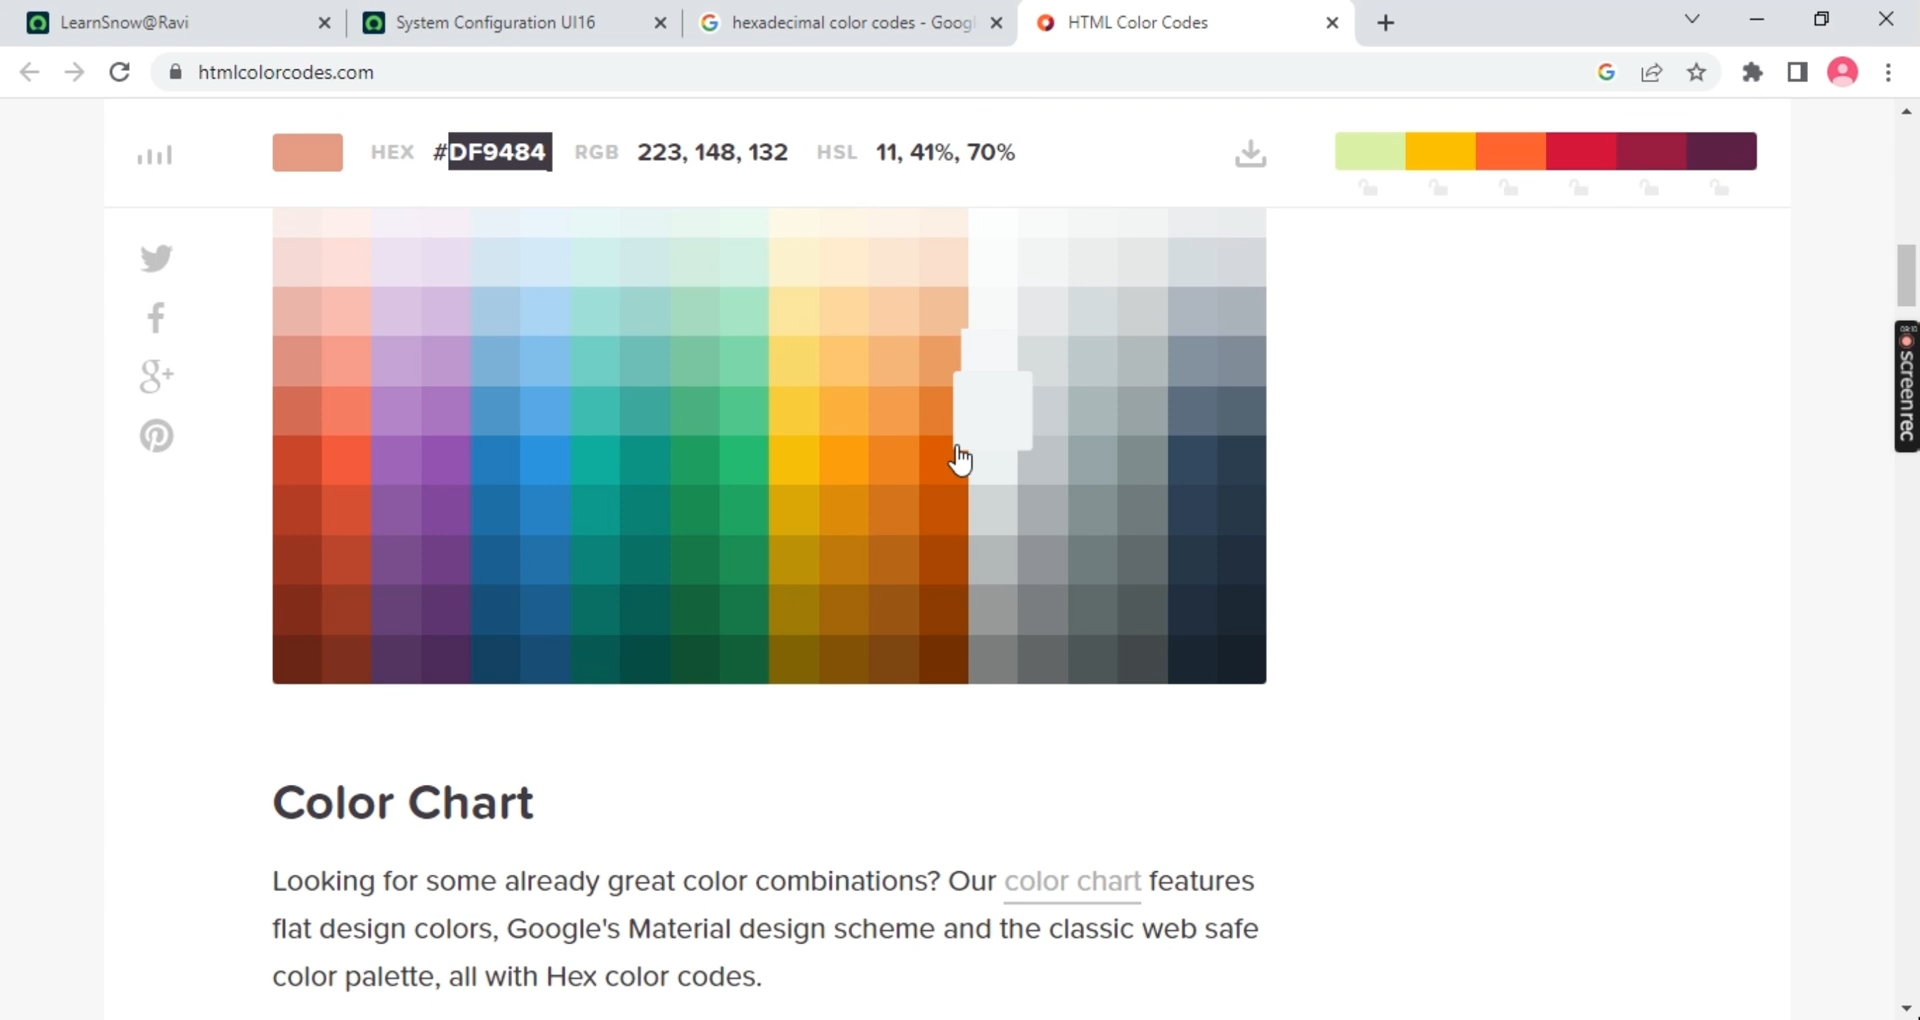 LearnSnow@Ravi
System Configuration UI16
hexadecimal color codes - Goog
HTML Color Codes
htmlcolorcodes.com
HEX #DF9484 RGB 223, 148, 132 HSL 11, 41%, 70%
screenrec
Color Chart
Looking for some already great color combinations? Our color chart features
flat design colors, Google's Material design scheme and the classic web safe
color palette, all with Hex color codes.